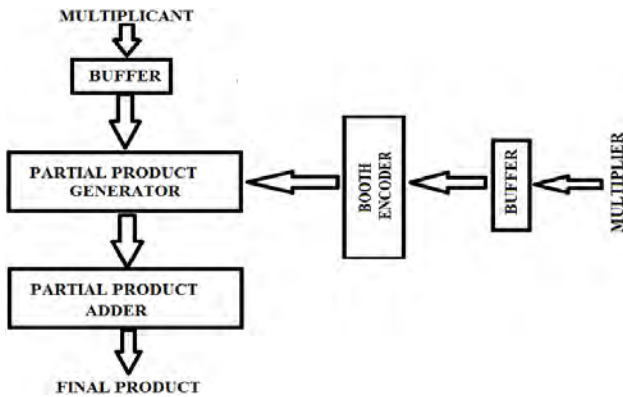 MULTIPLICANT
BUFFER
PARTIAL PRODUCT
GENERATOR
BOOTH
ENCODER
BUFFER
MULTIPLIER
PARTIAL PRODUCT
ADDER
FINAL PRODUCT